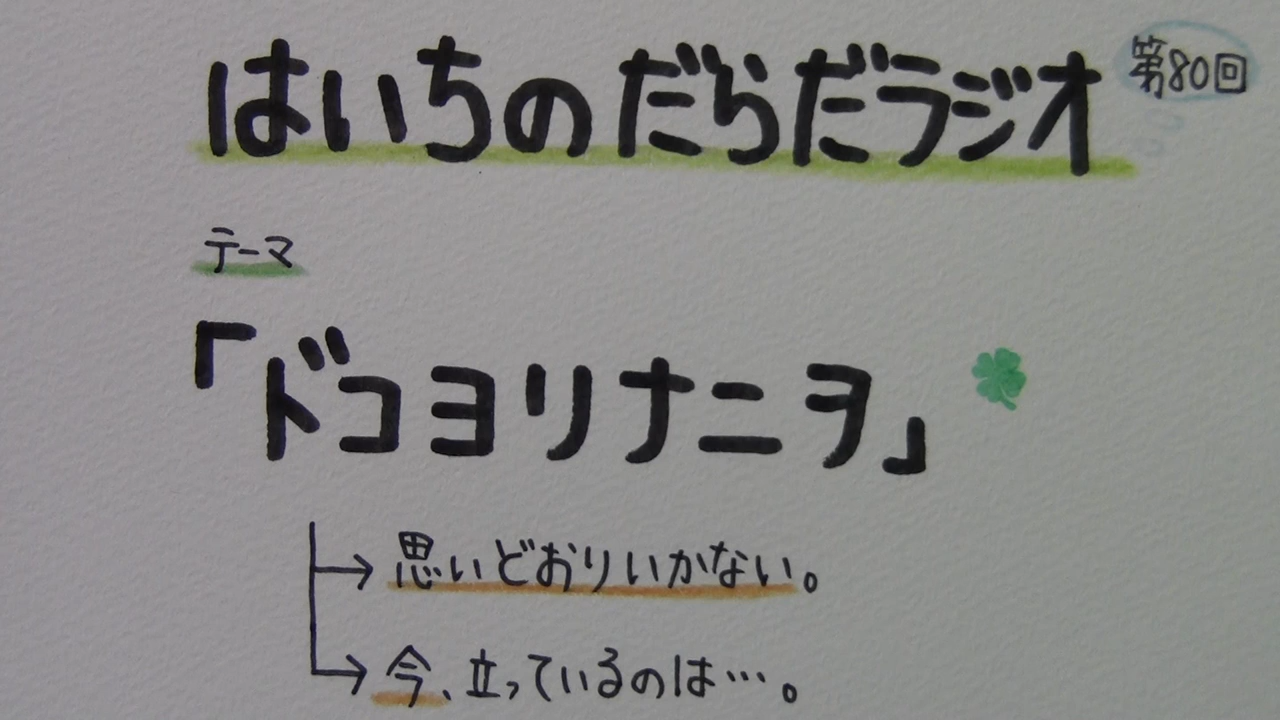 はいちのだらだラジオ 第80回
テーマ
「ドコヨリナニヲ」
思いどおりいかない。
今、立っているのは…。